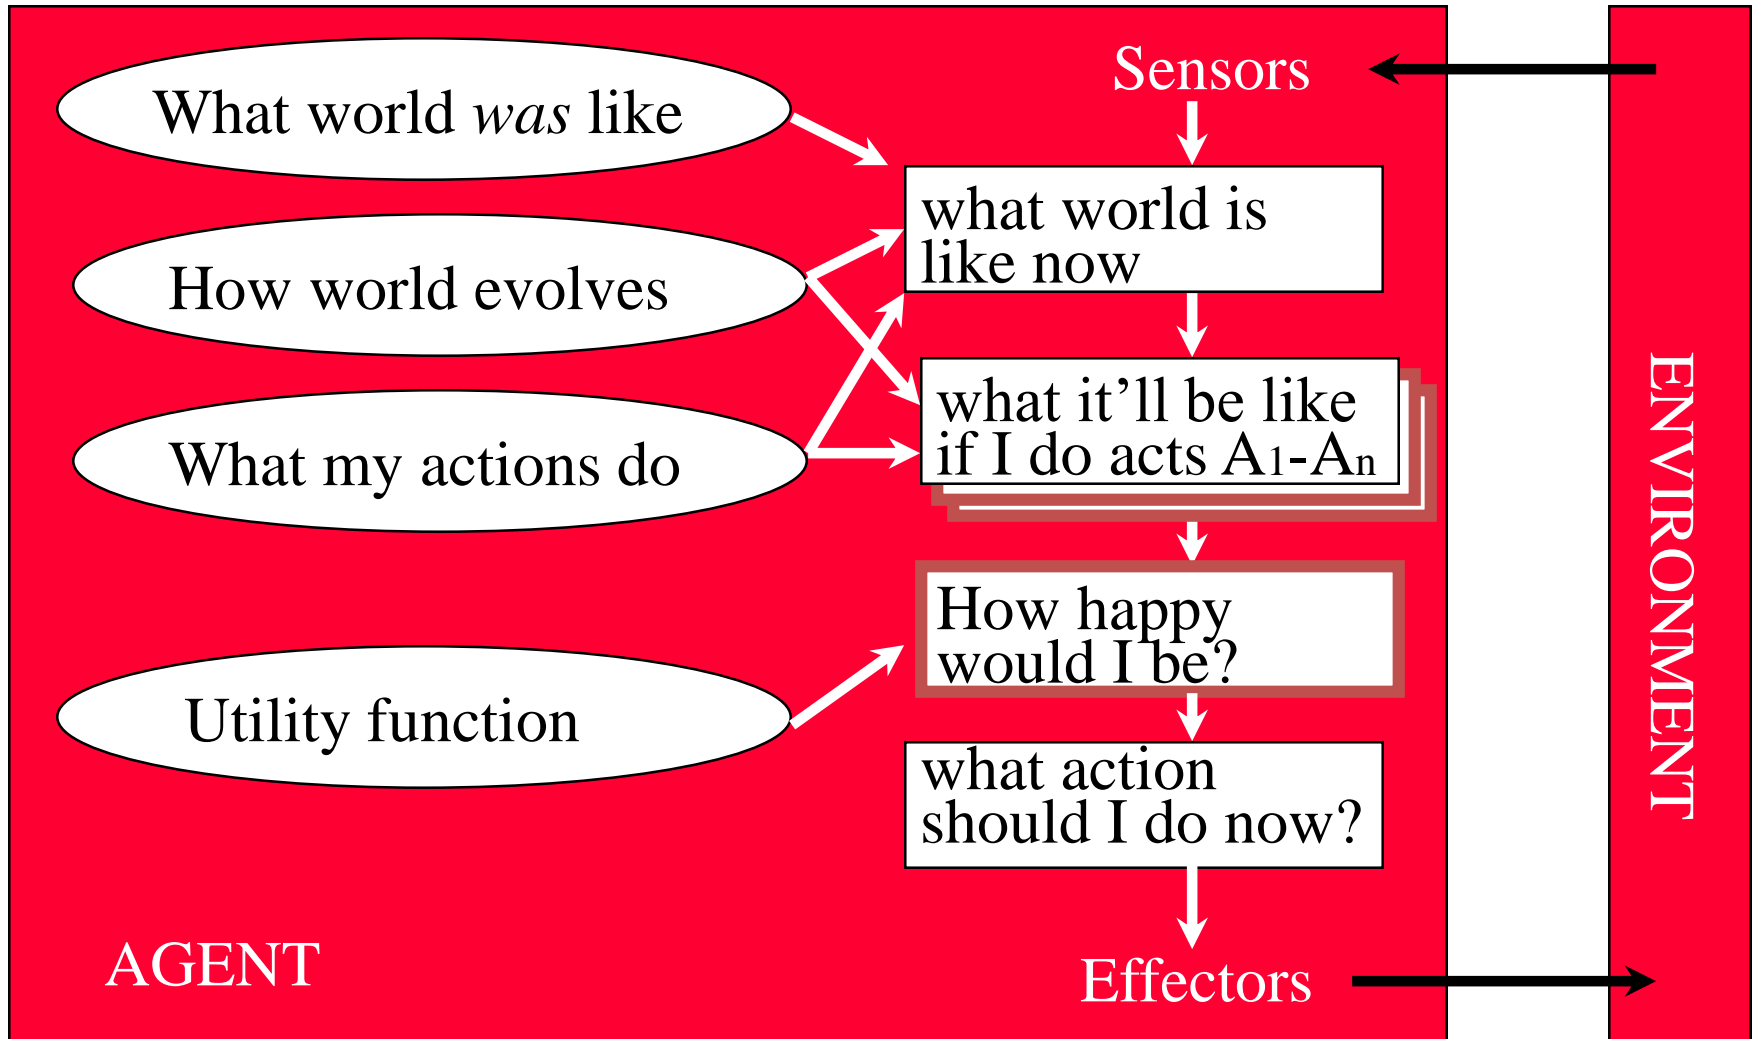 Sensors
What world was like
what world is
like now
How world evolves
what it’ll be like
if I do acts A1-An
What my actions do
How happy
would I be?
Utility function
what action
should I do now?
AGENT
Effectors
ENVIRONMENT